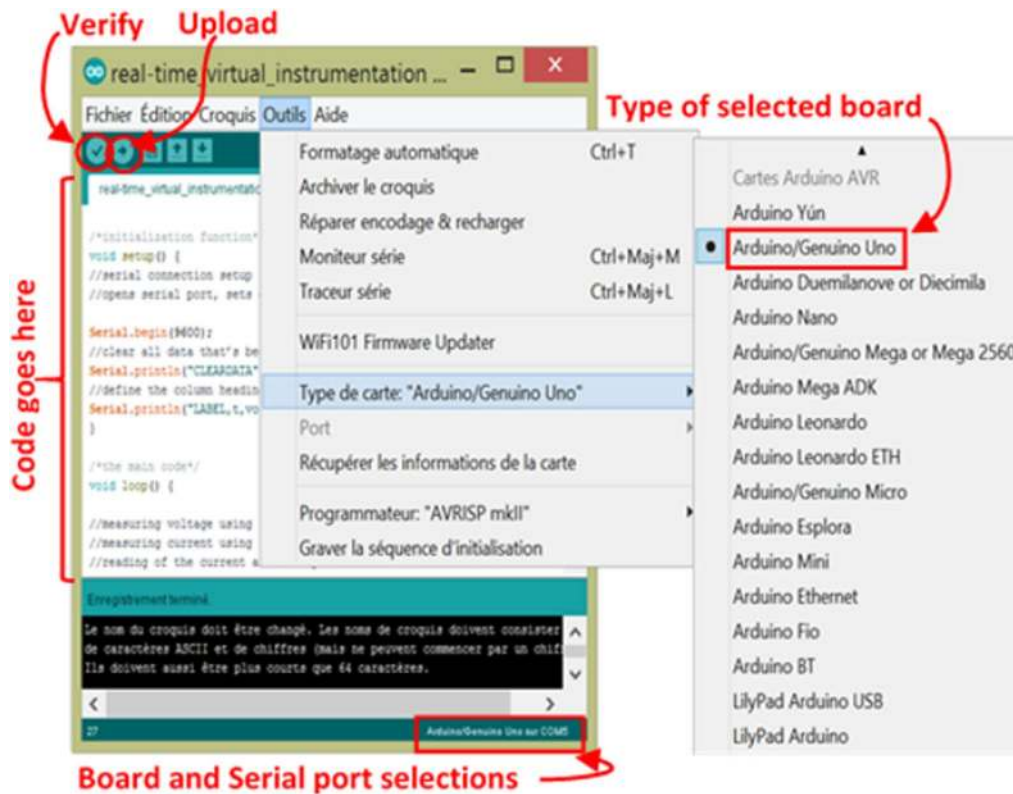 Verify Upload
real-time_virtual_instrumentation ...
Fichier Édition Croquis Outils Aide
real-time_virtual_instrumentatio
/*initialization function*
void setup() {
//serial connection setup
//opens serial port, sets
Serial.begin(9600);
//clear all data that's be
Serial.println("CLEARDATA"
//define the column headin
Serial.println("LABEL,t,vo
}
/*the main code*/
void loop() {
//measuring voltage using
//measuring current using
//reading of the current a
Code goes here
Formatage automatique Ctrl+T
Archiver le croquis
Réparer encodage & recharger
Moniteur série Ctrl+Maj+M
Traceur série Ctrl+Maj+L
WiFi101 Firmware Updater
Type de carte: "Arduino/Genuino Uno"
Port
Récupérer les informations de la carte
Programmateur: "AVRISP mkII"
Graver la séquence d'initialisation
Type of selected board
Cartes Arduino AVR
Arduino Yún
Arduino/Genuino Uno
Arduino Duemilanove or Diecimila
Arduino Nano
Arduino/Genuino Mega or Mega 2560
Arduino Mega ADK
Arduino Leonardo
Arduino Leonardo ETH
Arduino/Genuino Micro
Arduino Esplora
Arduino Mini
Arduino Ethernet
Arduino Fio
Arduino BT
LilyPad Arduino USB
LilyPad Arduino
Enregistrement terminé.
Le nom du croquis doit être changé. Les noms de croquis doivent consister
de caractères ASCII et de chiffres (mais ne peuvent commencer par un chif
Ils doivent aussi être plus courts que 64 caractères.
27 Arduino/Genuino Uno sur COM5
Board and Serial port selections